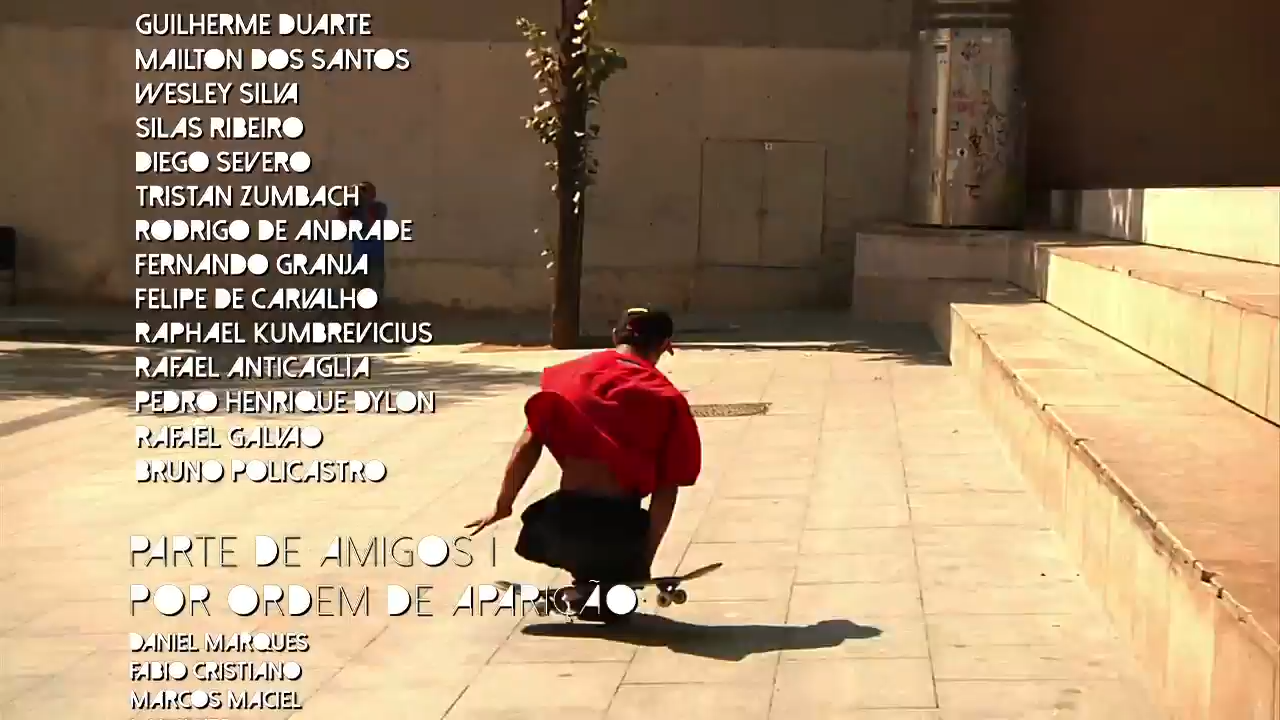 GUILHERME DUARTE
MAILTON DOS SANTOS
WESLEY SILVA
SILAS RIBEIRO
DIEGO SEVERO
TRISTAN ZUMBACH
RODRIGO DE ANDRADE
FERNANDO GRANJA
FELIPE DE CARVALHO
RAPHAEL KUMBREVICIUS
RAFAEL ANTICAGLIA
PEDRO HENRIQUE DYLON
RAFAEL GALVAO
BRUNO POLICASTRO
PARTE DE AMIGOS I
POR ORDEM DE APARIÇÃO:
DANIEL MARQUES
FABIO CRISTIANO
MARCOS MACIEL